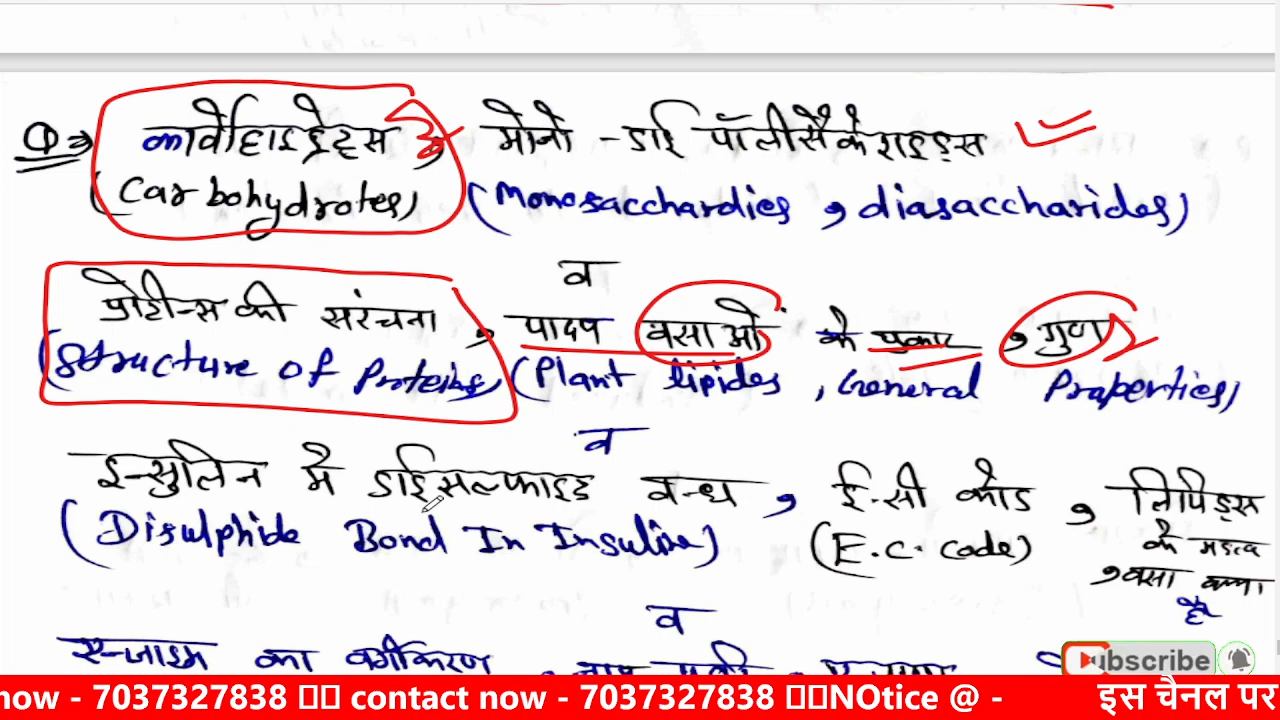 Q⇒ कार्बोहाइड्रेट्स , मोनो - डाई पॉलीसैकेराइड्स
(Carbohydrotes) (Monosacchardies , diasaccharides)
व
प्रोटीन्स की संरचना , पादप वसाओं के प्रकार , गुण
(Structure of Proteins) (Plant lipides , General Properties)
व
इन्सुलिन में डाईसल्फाइड बन्ध , ई-सी कोड , लिपिड्स
के महत्व
(Disulphide Bond In Insuline) (E.c. code)
, वसा क्या
है
व
एन्जाइम का वर्गीकरण ,
Subscribe
now - 7037327838 contact now - 7037327838 NOtice @ - इस चैनल पर